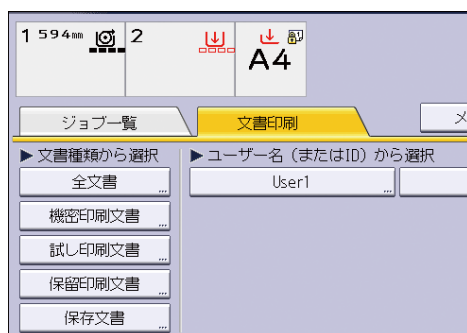 1 594mm 2
A4
ジョブ一覧 文書印刷 メ
▶文書種類から選択 ▶ユーザー名（またはID）から選択
全文書 User1
機密印刷文書
試し印刷文書
保留印刷文書
保存文書